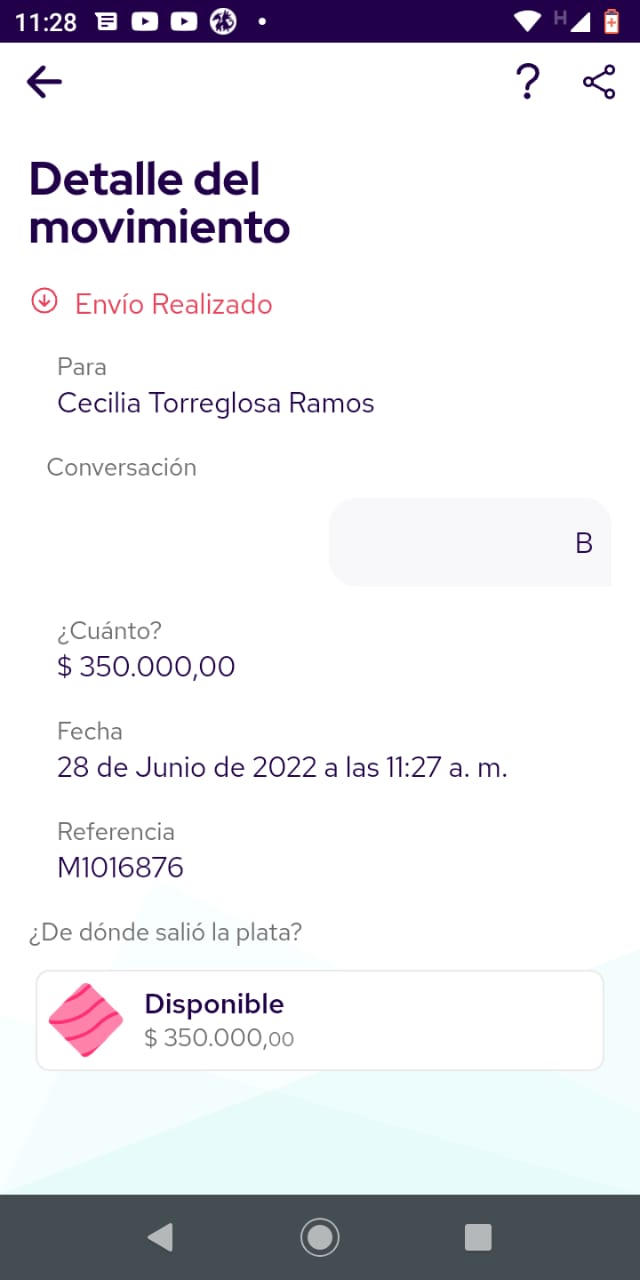 11:28
H
Detalle del
movimiento
Envío Realizado
Para
Cecilia Torreglosa Ramos
Conversación
B
¿Cuánto?
$ 350.000,00
Fecha
28 de Junio de 2022 a las 11:27 a. m.
Referencia
M1016876
¿De dónde salió la plata?
Disponible
$ 350.000,00